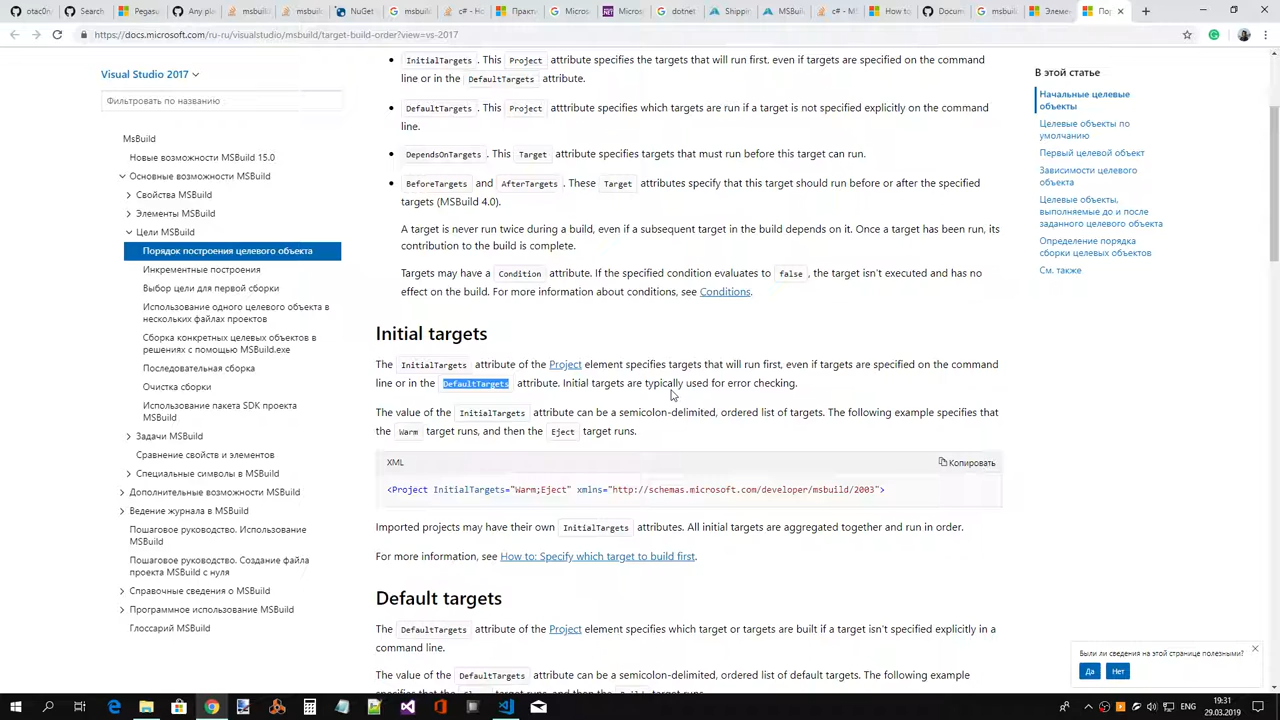 otac0n
Search
Pegas
Any pl
msbuil
msbuil
NuGet
msbuil
c# - Ho
Практ
Micros
Micros
dotnet
Shippin
MSBui
c# – M
How to
Docum
msbuil
Элеме
По
https://docs.microsoft.com/ru-ru/visualstudio/msbuild/target-build-order?view=vs-2017
Visual Studio 2017
Фильтровать по названию
MsBuild
Новые возможности MSBuild 15.0
Основные возможности MSBuild
Свойства MSBuild
Элементы MSBuild
Цели MSBuild
Порядок построения целевого объекта
Инкрементные построения
Выбор цели для первой сборки
Использование одного целевого объекта в
нескольких файлах проектов
Сборка конкретных целевых объектов в
решениях с помощью MSBuild.exe
Последовательная сборка
Очистка сборки
Использование пакета SDK проекта
MSBuild
Задачи MSBuild
Сравнение свойств и элементов
Специальные символы в MSBuild
Дополнительные возможности MSBuild
Ведение журнала в MSBuild
Пошаговое руководство. Использование
MSBuild
Пошаговое руководство. Создание файла
проекта MSBuild с нуля
Справочные сведения о MSBuild
Программное использование MSBuild
Глоссарий MSBuild
InitialTargets . This Project attribute specifies the targets that will run first, even if targets are specified on the command
line or in the DefaultTargets attribute.
DefaultTargets . This Project atttribute specifies which targets are run if a target is not specified explicitly on the command
line.
DependsOnTargets . This Target attribute specifies targets that must run before this target can run.
BeforeTargets and AfterTargets . These Target attributes specify that this target should run before or after the specified
targets (MSBuild 4.0).
A target is never run twice during a build, even if a subsequent target in the build depends on it. Once a target has been run, its
contribution to the build is complete.
Targets may have a Condition attribute. If the specified condition evaluates to false , the target isn't executed and has no
effect on the build. For more information about conditions, see Conditions.
Initial targets
The InitialTargets attribute of the Project element specifies targets that will run first, even if targets are specified on the command
line or in the DefaultTargets attribute. Initial targets are typically used for error checking.
The value of the InitialTargets attribute can be a semicolon-delimited, ordered list of targets. The following example specifies that
the Warm target runs, and then the Eject target runs.
XML
Копировать
<Project InitialTargets="Warm;Eject" xmlns="http://schemas.microsoft.com/developer/msbuild/2003">
Imported projects may have their own InitialTargets attributes. All initial targets are aggregated together and run in order.
For more information, see How to: Specify which target to build first.
Default targets
The DefaultTargets attribute of the Project element specifies which target or targets are built if a target isn't specified explicitly in a
command line.
The value of the DefaultTargets attribute can be a semicolon-delimited, ordered list of default targets. The following example
В этой статье
Начальные целевые
объекты
Целевые объекты по
умолчанию
Первый целевой объект
Зависимости целевого
объекта
Целевые объекты,
выполняемые до и после
заданного целевого объекта
Определение порядка
сборки целевых объектов
См. также
Были ли сведения на этой странице полезными?
Да
Нет
19:31
29.03.2019